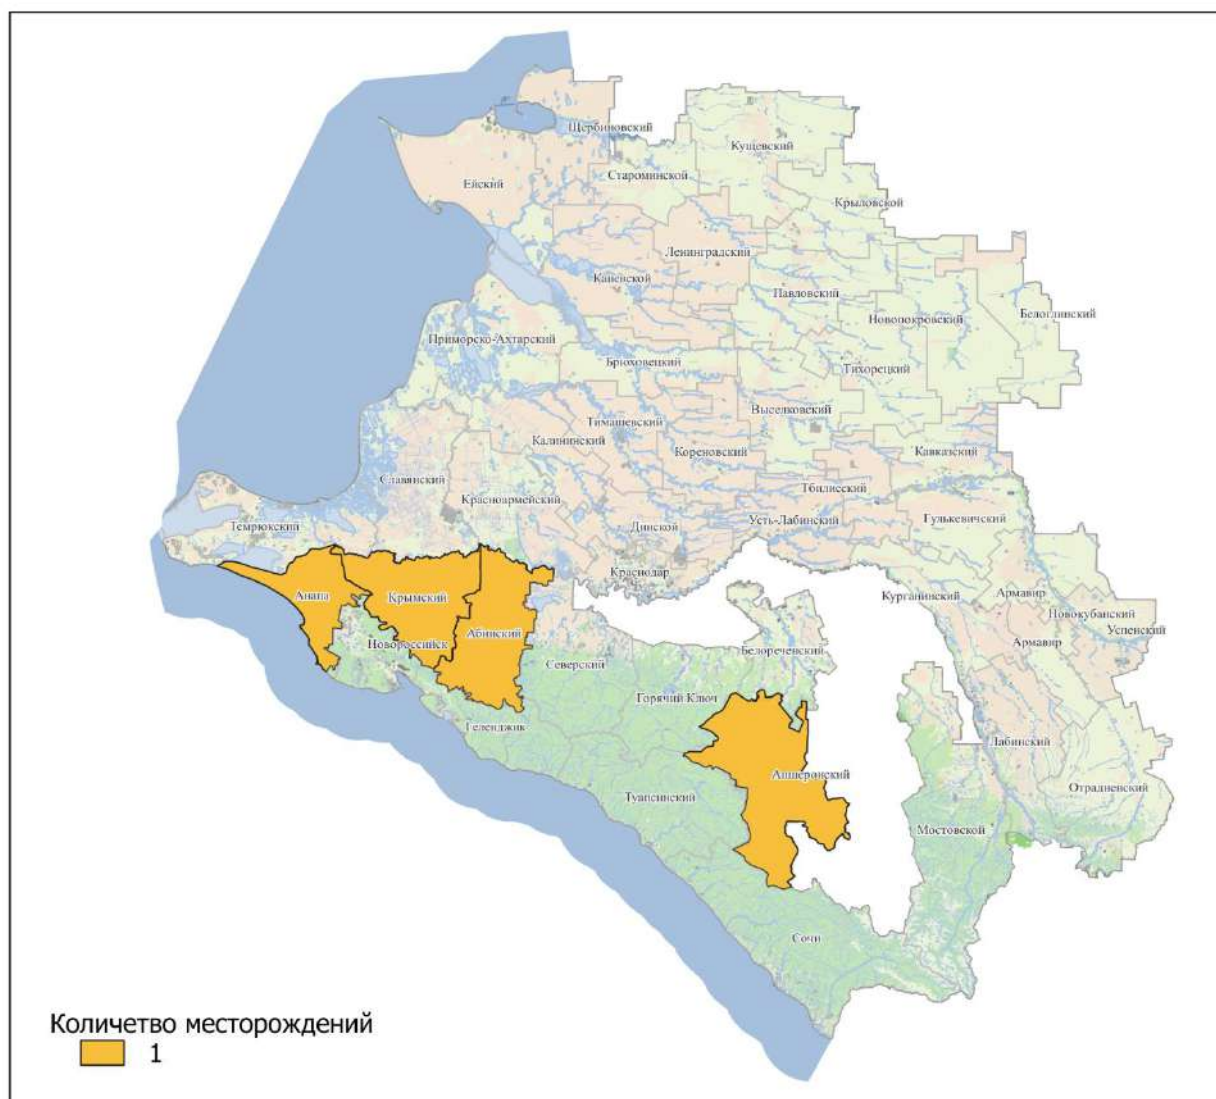 Щербиновский
Кущевский
Староминской
Ейский
Крыловской
Ленинградский
Каневской
Павловский
Новопокровский
Белоглинский
Приморско-Ахтарский
Брюховецкий
Тихорецкий
Выселковский
Тимашевский
Калининский
Кореновский
Кавказский
Славянский
Тбилисский
Красноармейский
Темрюкский
Динской
Усть-Лабинский
Гулькевичский
Краснодар
Анапа
Крымский
Курганинский
Армавир
Новокубанский
Абинский
Успенский
Новороссийск
Армавир
Белореченский
Северский
Горячий Ключ
Геленджик
Лабинский
Апшеронский
Отрадненский
Туапсинский
Мостовской
Сочи
Количетво месторождений
1